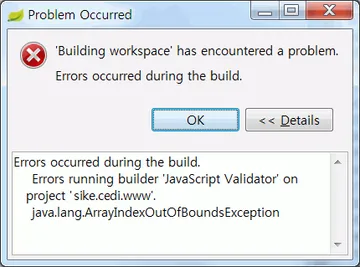 Problem Occurred
'Building workspace' has encountered a problem.
Errors occurred during the build.
OK
<< Details
Errors occurred during the build.
Errors running builder 'JavaScript Validator' on
project 'sike.cedi.www'.
java.lang.ArrayIndexOutOfBoundsException